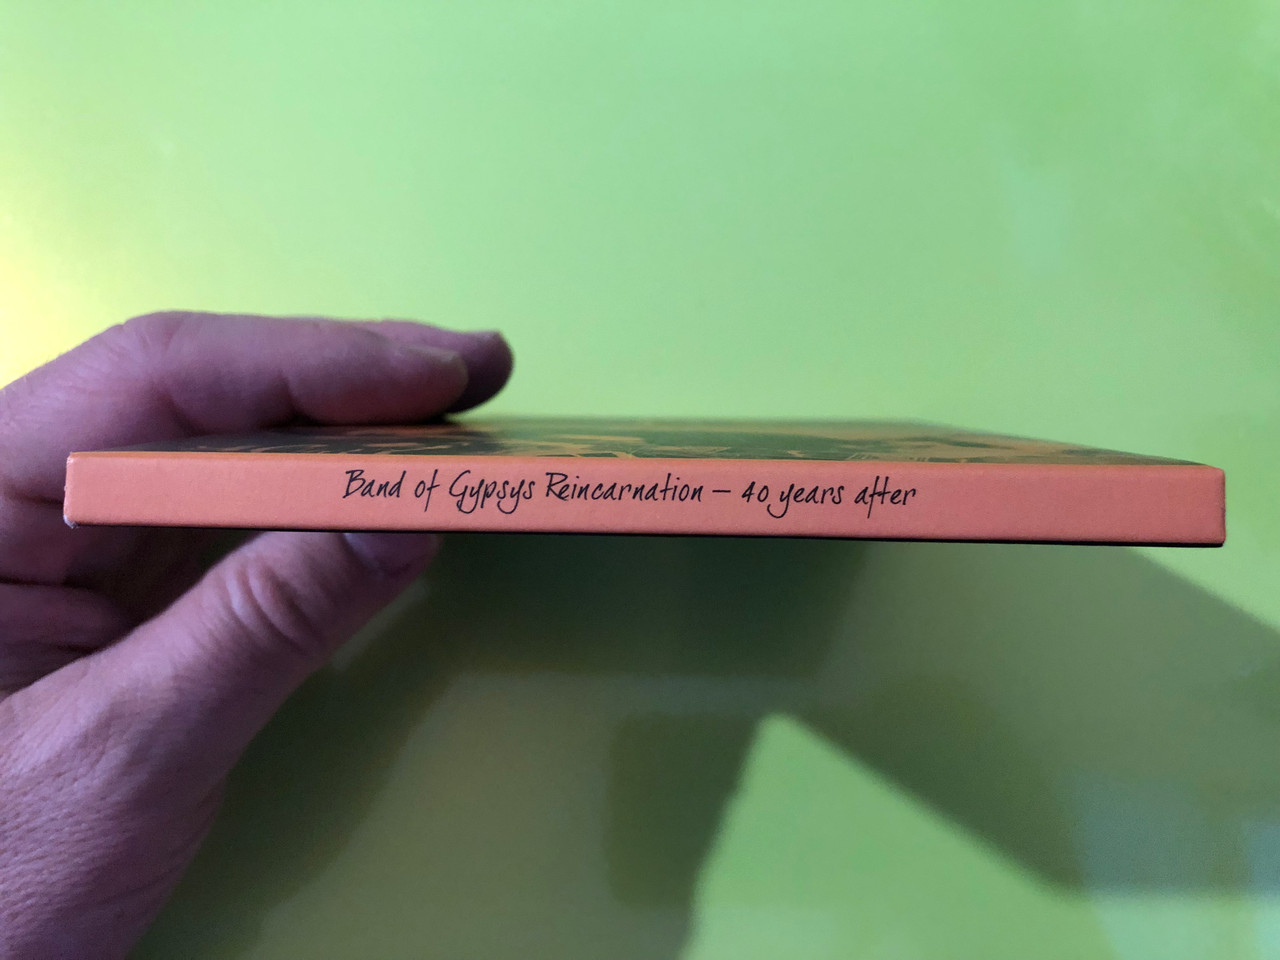 Band of Gypsys Reincarnation – 40 years after